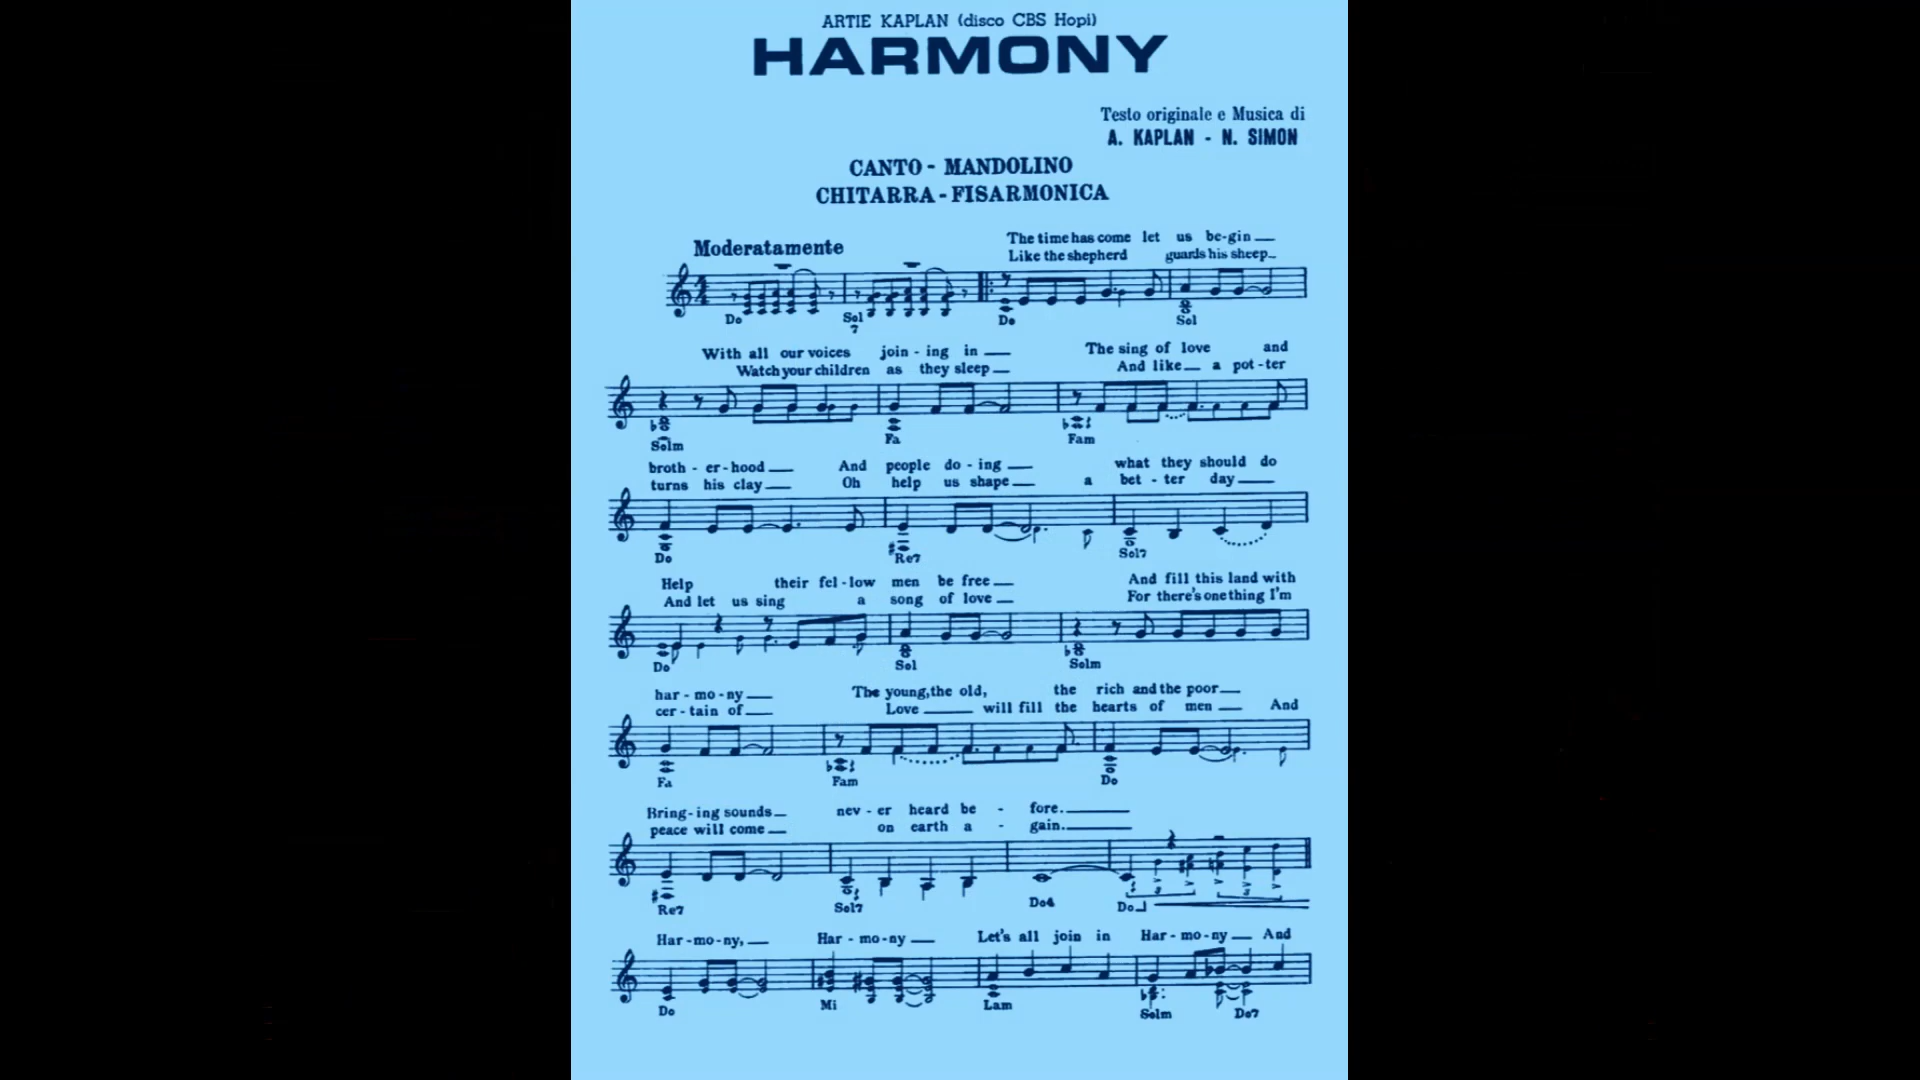 ARTIE KAPLAN (disco CBS Hopi)
HARMONY
Testo originale e Musica di
A. KAPLAN - N. SIMON
CANTO - MANDOLINO
CHITARRA - FISARMONICA
Moderatamente
The time has come let us be-gin
Like the shepherd guards his sheep
Do Sol 7 Do Sol
With all our voices join - ing in The sing of love and
Watch your children as they sleep And like a pot-ter
Solm Fa Fam
broth - er-hood And people do - ing what they should do
turns his clay Oh help us shape a bet - ter day
Do Re7 Sol7
Help their fel-low men be free And fill this land with
And let us sing a song of love For there's one thing I'm
Do Sol Solm
har - mo - ny The young, the old, the rich and the poor
cer - tain of Love will fill the hearts of men And
Fa Fam Do
Bring-ing sounds nev - er heard be - fore.
peace will come on earth a - gain.
3
Re7 Sol7 Do4 Do
Har-mo-ny, Har - mo-ny Let's all join in Har-mo-ny And
Do Mi Lam Solm Do7